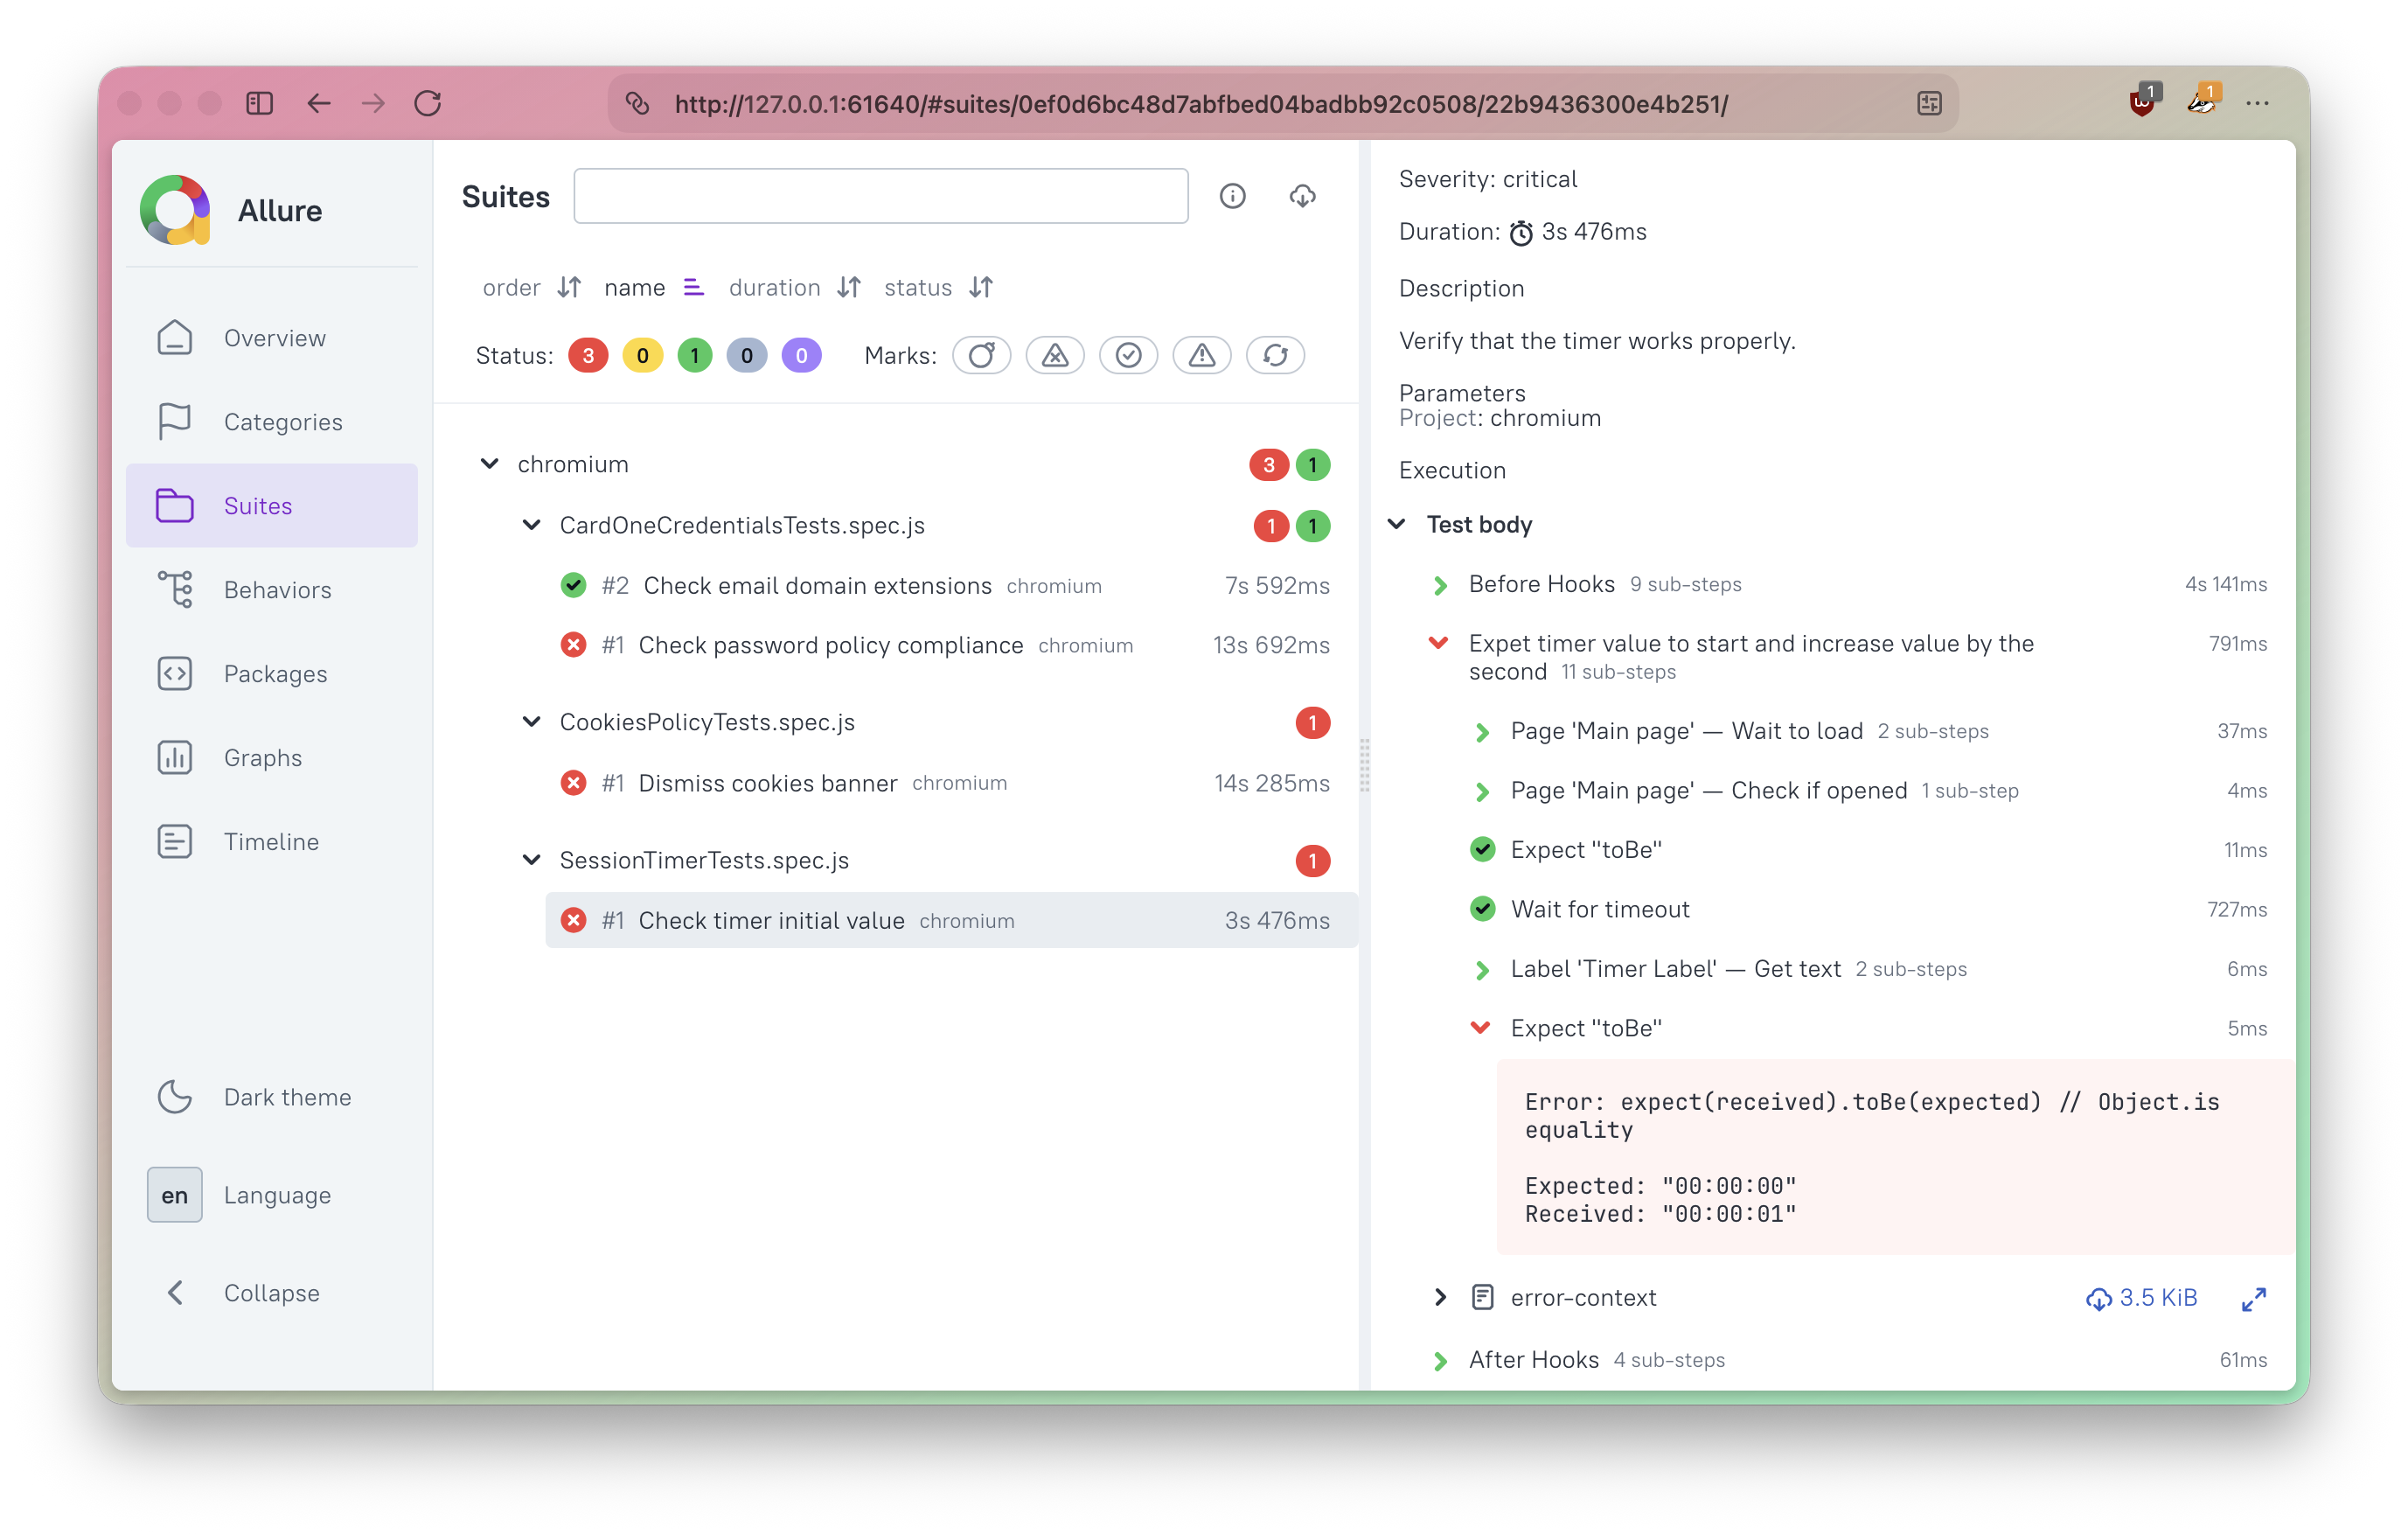 http://127.0.0.1:61640/#suites/0ef0d6bc48d7abfbed04badbb92c0508/22b9436300e4b251/
1
1
Allure
Overview
Categories
Suites
Behaviors
Packages
Graphs
Timeline
Dark theme
en Language
Collapse
Suites
order name duration status
Status: 3 0 1 0 0 Marks:
chromium 3 1
CardOneCredentialsTests.spec.js 1 1
#2 Check email domain extensions chromium 7s 592ms
#1 Check password policy compliance chromium 13s 692ms
CookiesPolicyTests.spec.js 1
#1 Dismiss cookies banner chromium 14s 285ms
SessionTimerTests.spec.js 1
#1 Check timer initial value chromium 3s 476ms
Severity: critical
Duration: 3s 476ms
Description
Verify that the timer works properly.
Parameters
Project: chromium
Execution
Test body
Before Hooks 9 sub-steps 4s 141ms
Expet timer value to start and increase value by the 791ms
second 11 sub-steps
Page 'Main page' — Wait to load 2 sub-steps 37ms
Page 'Main page' — Check if opened 1 sub-step 4ms
Expect "toBe" 11ms
Wait for timeout 727ms
Label 'Timer Label' — Get text 2 sub-steps 6ms
Expect "toBe" 5ms
Error: expect(received).toBe(expected) // Object.is
equality
Expected: "00:00:00"
Received: "00:00:01"
error-context 3.5 KiB
After Hooks 4 sub-steps 61ms